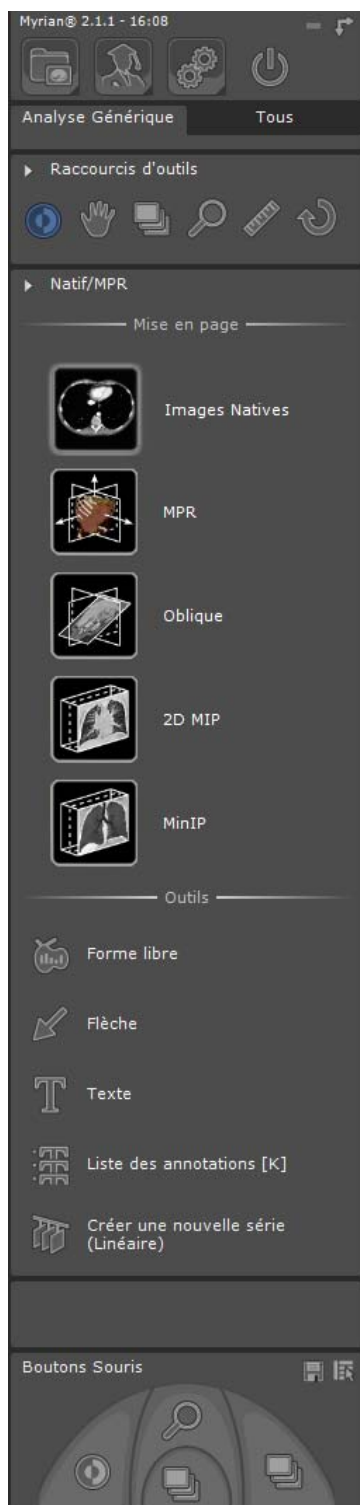 Myrian® 2.1.1 - 16:08
Analyse Générique Tous
Raccourcis d'outils
Natif/MPR
Mise en page
Images Natives
MPR
Oblique
2D MIP
MinIP
Outils
Forme libre
Flèche
T Texte
Liste des annotations [K]
Créer une nouvelle série
(Linéaire)
Boutons Souris